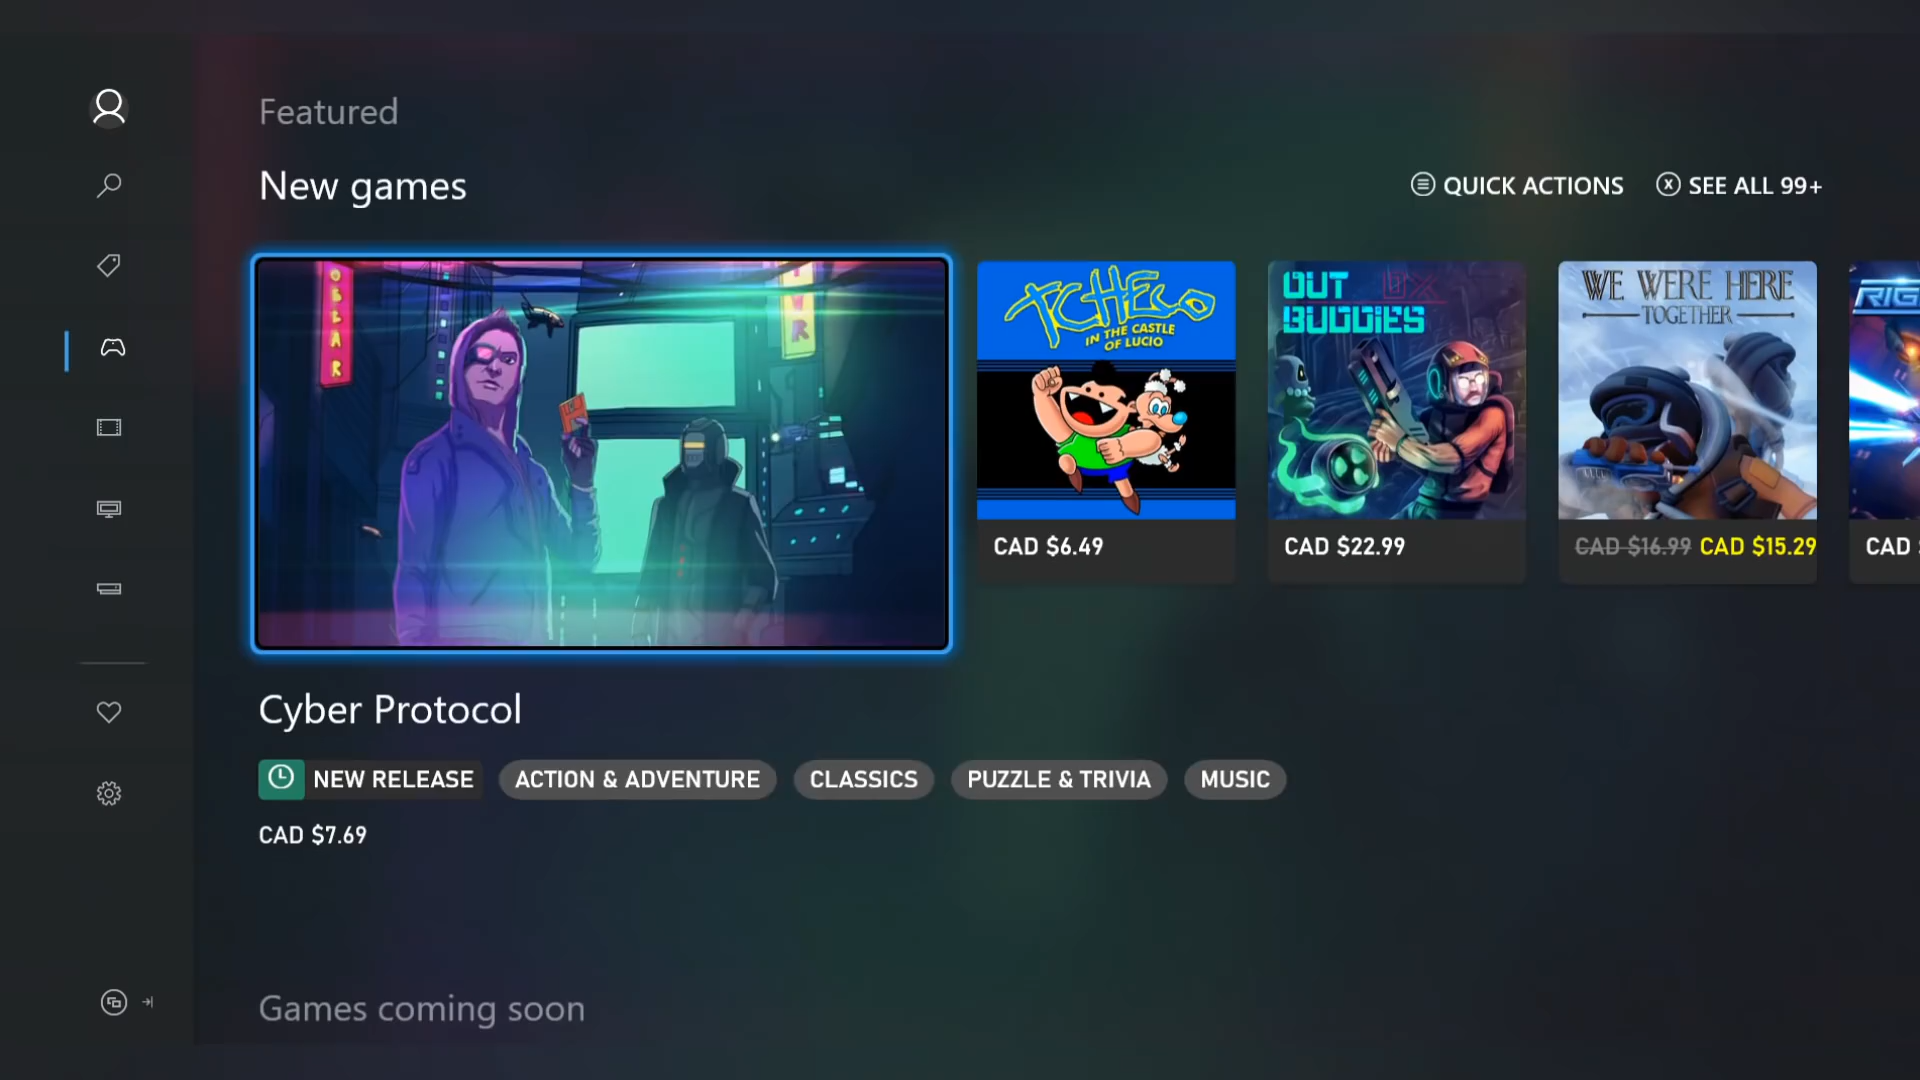 Featured
New games
QUICK ACTIONS
SEE ALL 99+
TCHECO
IN THE CASTLE
OF LUCIO
OUT DX
BUDDIES
WE WERE HERE
TOGETHER
RIG
CAD $6.49
CAD $22.99
CAD $16.99 CAD $15.29
CAD
Cyber Protocol
NEW RELEASE
ACTION & ADVENTURE
CLASSICS
PUZZLE & TRIVIA
MUSIC
CAD $7.69
Games coming soon